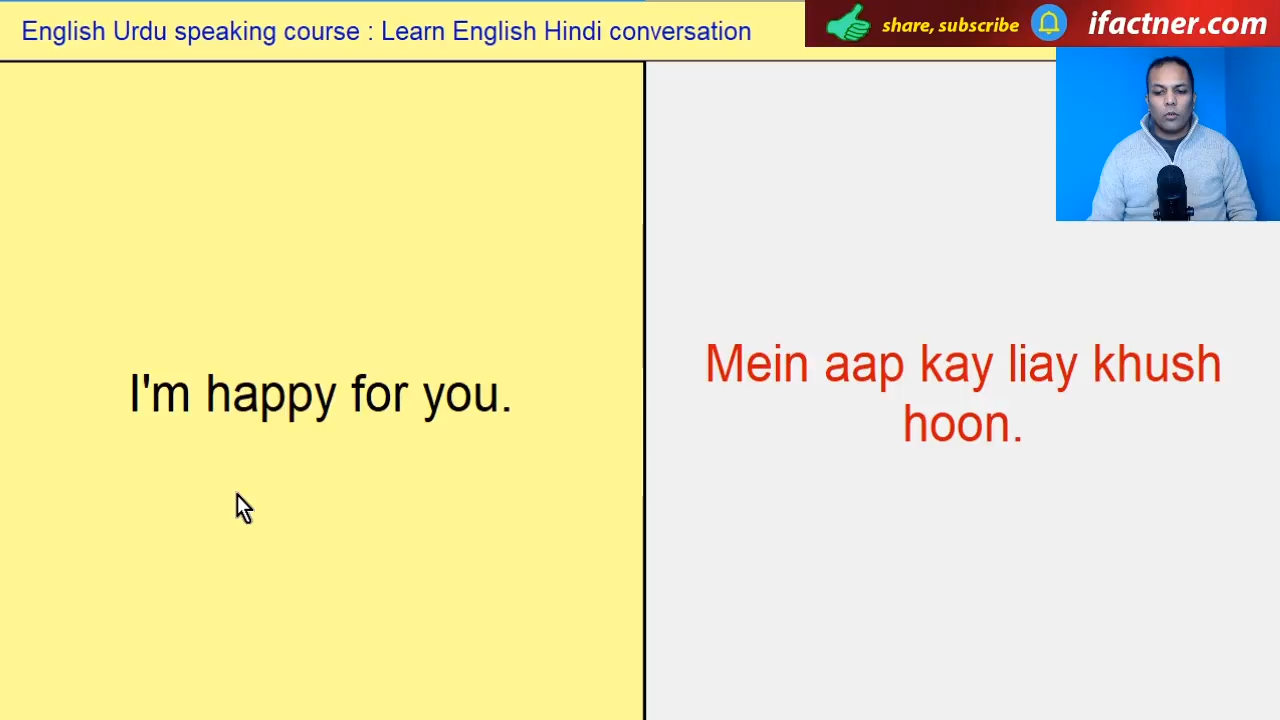 English Urdu speaking course : Learn English Hindi conversation
share, subscribe
ifactner.com
I'm happy for you.
Mein aap kay liay khush
hoon.